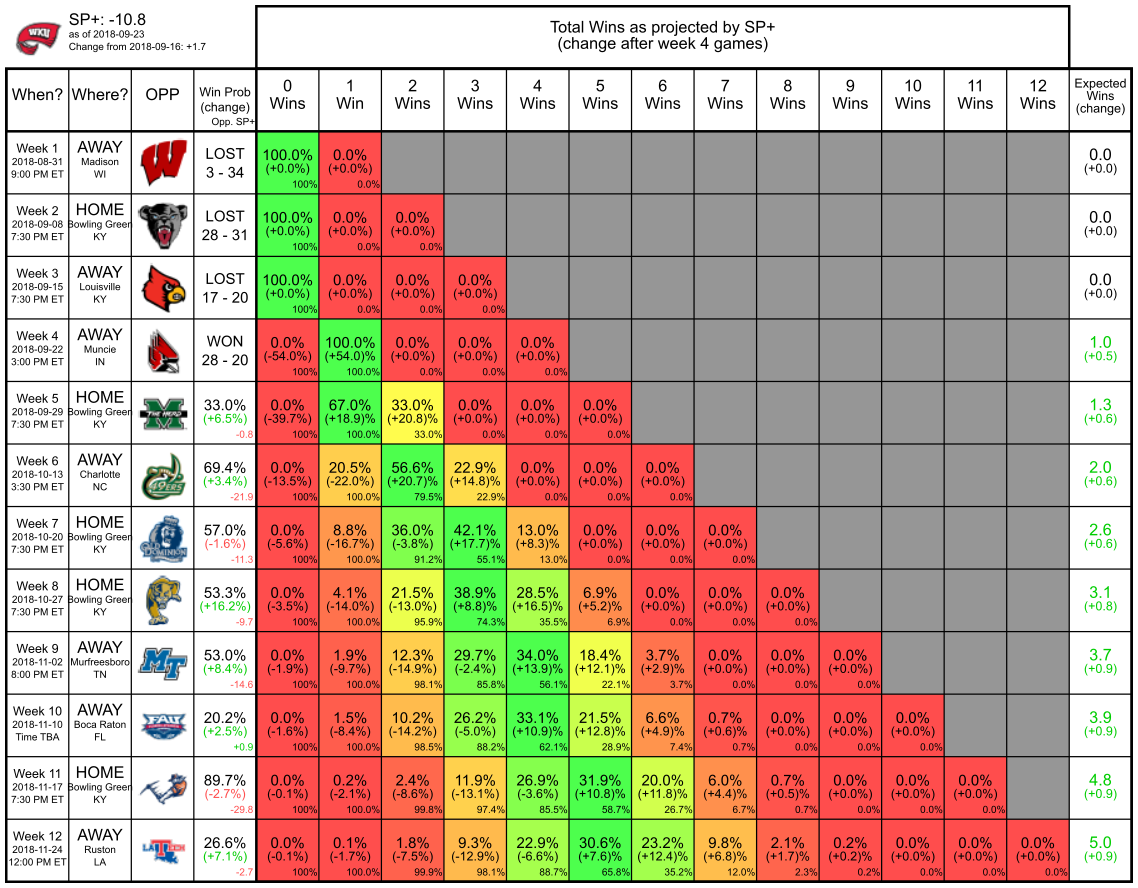 WKU
SP+: -10.8
as of 2018-09-23
Change from 2018-09-16: +1.7
Total Wins as projected by SP+
(change after week 4 games)
When? Where? OPP Win Prob (change) Opp. SP+ 0 Wins 1 Win 2 Wins 3 Wins 4 Wins 5 Wins 6 Wins 7 Wins 8 Wins 9 Wins 10 Wins 11 Wins 12 Wins Expected Wins (change)
Week 1 AWAY LOST 100.0% 0.0% 0.0
2018-08-31 Madison (+0.0%) (+0.0%) (+0.0)
9:00 PM ET WI 3 - 34 100% 0.0%
Week 2 HOME LOST 100.0% 0.0% 0.0% 0.0
2018-09-08 Bowling Green (+0.0%) (+0.0%) (+0.0%) (+0.0)
7:30 PM ET KY 28 - 31 100% 0.0% 0.0%
Week 3 AWAY LOST 100.0% 0.0% 0.0% 0.0% 0.0
2018-09-15 Louisville (+0.0%) (+0.0%) (+0.0%) (+0.0%) (+0.0)
7:30 PM ET KY 17 - 20 100% 0.0% 0.0% 0.0%
Week 4 AWAY WON 0.0% 100.0% 0.0% 0.0% 0.0% 1.0
2018-09-22 Muncie (-54.0%) (+54.0)% (+0.0%) (+0.0%) (+0.0%) (+0.5)
3:00 PM ET IN 28 - 20 100% 100.0% 0.0% 0.0% 0.0%
Week 5 HOME M THE HERD 33.0% 0.0% 67.0% 33.0% 0.0% 0.0% 0.0% 1.3
2018-09-29 Bowling Green (+6.5%) (-39.7%) (+18.9)% (+20.8)% (+0.0%) (+0.0%) (+0.0%) (+0.6)
7:30 PM ET KY -0.8 100% 100.0% 33.0% 0.0% 0.0% 0.0%
Week 6 AWAY 49ERS 69.4% 0.0% 20.5% 56.6% 22.9% 0.0% 0.0% 0.0% 2.0
2018-10-13 Charlotte (+3.4%) (-13.5%) (-22.0%) (+20.7)% (+14.8)% (+0.0%) (+0.0%) (+0.0%) (+0.6)
3:30 PM ET NC -21.9 100% 100.0% 79.5% 22.9% 0.0% 0.0% 0.0%
Week 7 HOME OLD DOMINION 57.0% 0.0% 8.8% 36.0% 42.1% 13.0% 0.0% 0.0% 0.0% 2.6
2018-10-20 Bowling Green (-1.6%) (-5.6%) (-16.7%) (-3.8%) (+17.7)% (+8.3)% (+0.0%) (+0.0%) (+0.0%) (+0.6)
7:30 PM ET KY -11.3 100% 100.0% 91.2% 55.1% 13.0% 0.0% 0.0% 0.0%
Week 8 HOME 53.3% 0.0% 4.1% 21.5% 38.9% 28.5% 6.9% 0.0% 0.0% 0.0% 3.1
2018-10-27 Bowling Green (+16.2%) (-3.5%) (-14.0%) (-13.0%) (+8.8)% (+16.5)% (+5.2)% (+0.0%) (+0.0%) (+0.0%) (+0.8)
7:30 PM ET KY -9.7 100% 100.0% 95.9% 74.3% 35.5% 6.9% 0.0% 0.0% 0.0%
Week 9 AWAY MT 53.0% 0.0% 1.9% 12.3% 29.7% 34.0% 18.4% 3.7% 0.0% 0.0% 0.0% 3.7
2018-11-02 Murfreesboro (+8.4%) (-1.9%) (-9.7%) (-14.9%) (-2.4%) (+13.9)% (+12.1)% (+2.9)% (+0.0%) (+0.0%) (+0.0%) (+0.9)
8:00 PM ET TN -14.6 100% 100.0% 98.1% 85.8% 56.1% 22.1% 3.7% 0.0% 0.0% 0.0%
Week 10 AWAY FAU 20.2% 0.0% 1.5% 10.2% 26.2% 33.1% 21.5% 6.6% 0.7% 0.0% 0.0% 0.0% 3.9
2018-11-10 Boca Raton (+2.5%) (-1.6%) (-8.4%) (-14.2%) (-5.0%) (+10.9)% (+12.8)% (+4.9)% (+0.6)% (+0.0%) (+0.0%) (+0.0%) (+0.9)
Time TBA FL +0.9 100% 100.0% 98.5% 88.2% 62.1% 28.9% 7.4% 0.7% 0.0% 0.0% 0.0%
Week 11 HOME 89.7% 0.0% 0.2% 2.4% 11.9% 26.9% 31.9% 20.0% 6.0% 0.7% 0.0% 0.0% 0.0% 4.8
2018-11-17 Bowling Green (-2.7%) (-0.1%) (-2.1%) (-8.6%) (-13.1%) (-3.6%) (+10.8)% (+11.8)% (+4.4)% (+0.5)% (+0.0%) (+0.0%) (+0.0%) (+0.9)
7:30 PM ET KY -29.8 100% 100.0% 99.8% 97.4% 85.5% 58.7% 26.7% 6.7% 0.7% 0.0% 0.0% 0.0%
Week 12 AWAY LA TECH 26.6% 0.0% 0.1% 1.8% 9.3% 22.9% 30.6% 23.2% 9.8% 2.1% 0.2% 0.0% 0.0% 0.0% 5.0
2018-11-24 Ruston (+7.1%) (-0.1%) (-1.7%) (-7.5%) (-12.9%) (-6.6%) (+7.6)% (+12.4)% (+6.8)% (+1.7)% (+0.2)% (+0.0%) (+0.0%) (+0.0%) (+0.9)
12:00 PM ET LA -2.7 100% 100.0% 99.9% 98.1% 88.7% 65.8% 35.2% 12.0% 2.3% 0.2% 0.0% 0.0% 0.0%